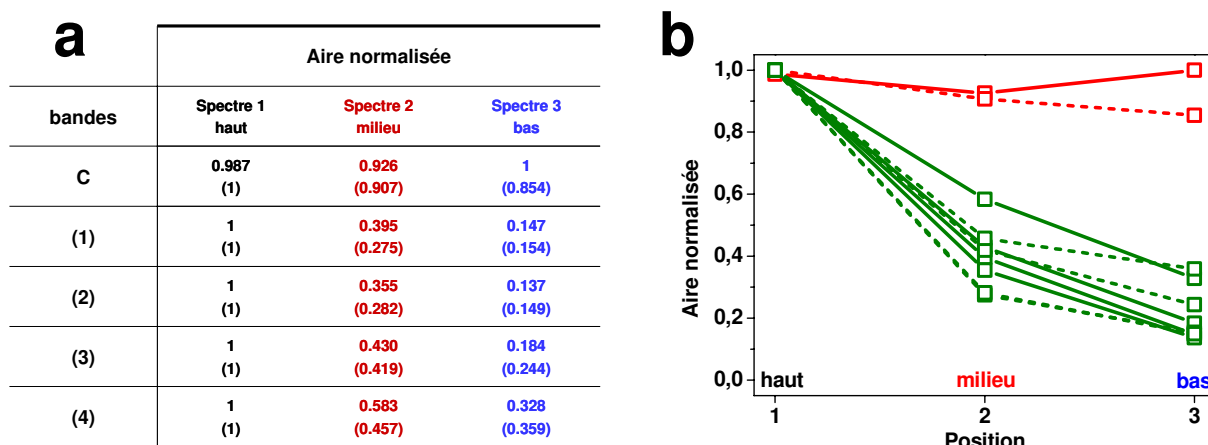 a
Aire normalisée
bandes
Spectre 1
haut
Spectre 2
milieu
Spectre 3
bas
C
0.987
(1)
0.926
(0.907)
1
(0.854)
(1)
1
(1)
0.395
(0.275)
0.147
(0.154)
(2)
1
(1)
0.355
(0.282)
0.137
(0.149)
(3)
1
(1)
0.430
(0.419)
0.184
(0.244)
(4)
1
(1)
0.583
(0.457)
0.328
(0.359)
b
Aire normalisée
1,0
0,8
0,6
0,4
0,2
0,0
haut
milieu
bas
1
2
3
Position